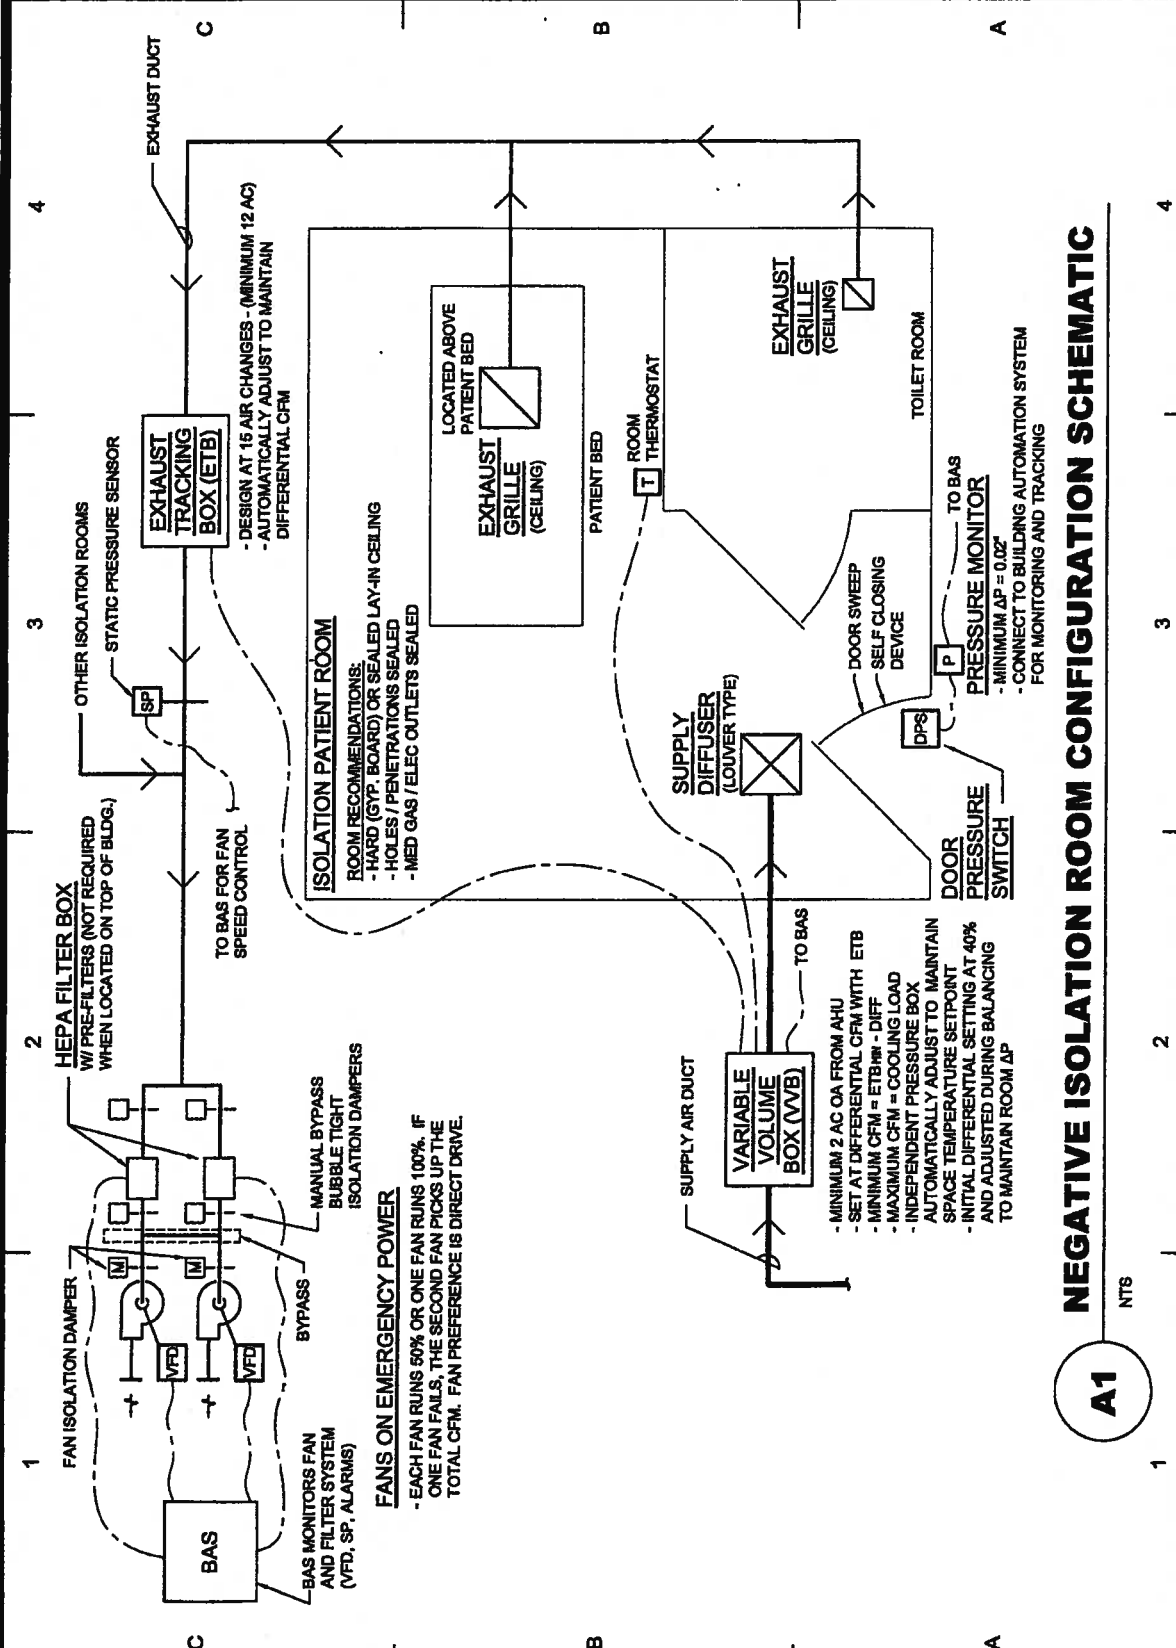 1
2
3
4
C
B
A
BAS
BAS MONITORS FAN
AND FILTER SYSTEM
(VFD, SP, ALARMS)
FAN ISOLATION DAMPER
M
M
VFD
VFD
BYPASS
MANUAL BYPASS
BUBBLE TIGHT
ISOLATION DAMPERS
HEPA FILTER BOX
W/ PRE-FILTERS (NOT REQUIRED
WHEN LOCATED ON TOP OF BLDG.)
OTHER ISOLATION ROOMS
STATIC PRESSURE SENSOR
SP
TO BAS FOR FAN
SPEED CONTROL
EXHAUST
TRACKING
BOX (ETB)
- DESIGN AT 15 AIR CHANGES - (MINIMUM 12 AC)
- AUTOMATICALLY ADJUST TO MAINTAIN
DIFFERENTIAL CFM
EXHAUST DUCT
FANS ON EMERGENCY POWER
- EACH FAN RUNS 50% OR ONE FAN RUNS 100%. IF
ONE FAN FAILS, THE SECOND FAN PICKS UP THE
TOTAL CFM. FAN PREFERENCE IS DIRECT DRIVE.
ISOLATION PATIENT ROOM
ROOM RECOMMENDATIONS:
- HARD (GYP. BOARD) OR SEALED LAY-IN CEILING
- HOLES / PENETRATIONS SEALED
- MED GAS / ELEC OUTLETS SEALED
LOCATED ABOVE
PATIENT BED
EXHAUST
GRILLE
(CEILING)
PATIENT BED
T
ROOM
THERMOSTAT
EXHAUST
GRILLE
(CEILING)
TOILET ROOM
SUPPLY
DIFFUSER
(LOUVER TYPE)
DOOR SWEEP
SELF CLOSING
DEVICE
DPS
P
TO BAS
PRESSURE MONITOR
- MINIMUM ΔP = 0.02"
- CONNECT TO BUILDING AUTOMATION SYSTEM
FOR MONITORING AND TRACKING
DOOR
PRESSURE
SWITCH
SUPPLY AIR DUCT
VARIABLE
VOLUME
BOX (VVB)
TO BAS
- MINIMUM 2 AC OA FROM AHU
- SET AT DIFFERENTIAL CFM WITH ETB
- MINIMUM CFM = ETBMIN - DIFF
- MAXIMUM CFM = COOLING LOAD
- INDEPENDENT PRESSURE BOX
AUTOMATICALLY ADJUST TO MAINTAIN
SPACE TEMPERATURE SETPOINT
- INITIAL DIFFERENTIAL SETTING AT 40%
AND ADJUSTED DURING BALANCING
TO MAINTAIN ROOM ΔP
A1
NEGATIVE ISOLATION ROOM CONFIGURATION SCHEMATIC
NTS
C
B
A
1
2
3
4